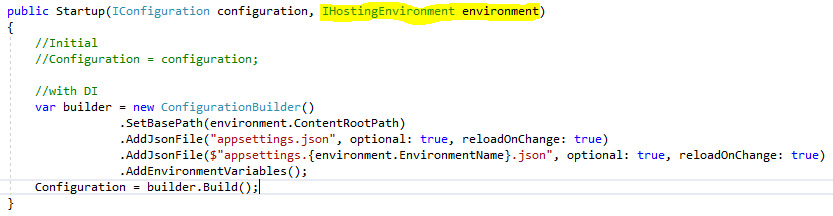 public Startup(IConfiguration configuration, IHostingEnvironment environment)
{
    //Initial
    //Configuration = configuration;

    //with DI
    var builder = new ConfigurationBuilder()
                .SetBasePath(environment.ContentRootPath)
                .AddJsonFile("appsettings.json", optional: true, reloadOnChange: true)
                .AddJsonFile($"appsettings.{environment.EnvironmentName}.json", optional: true, reloadOnChange: true)
                .AddEnvironmentVariables();
    Configuration = builder.Build();
}